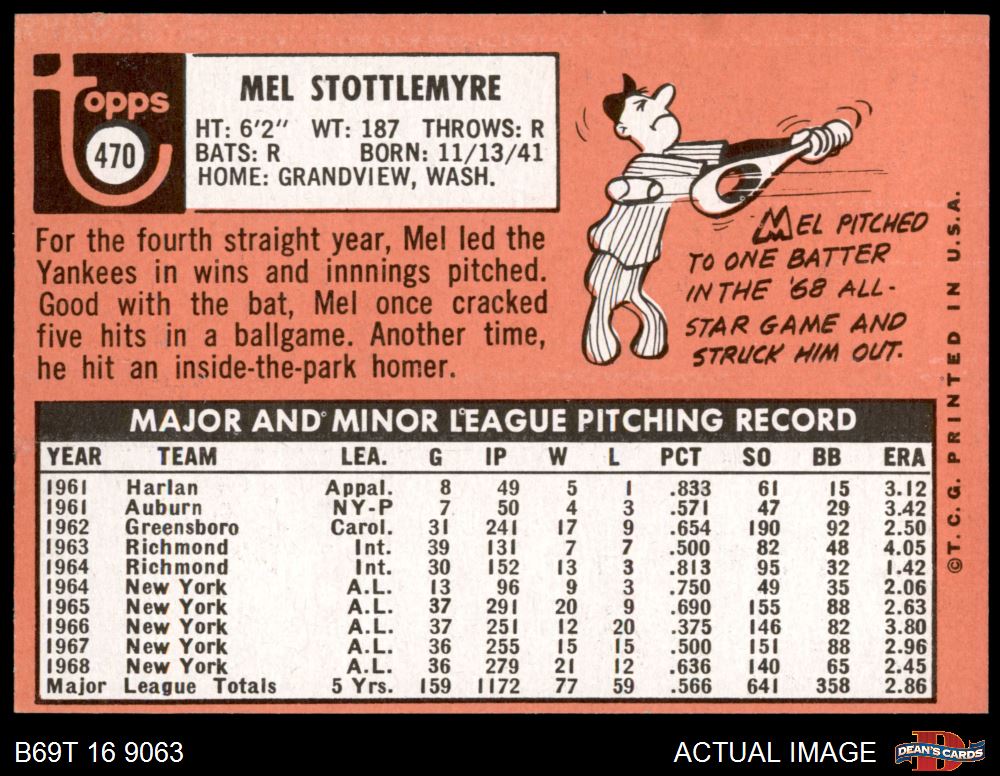 Topps
470
MEL STOTTLEMYRE
HT: 6'2" WT: 187 THROWS: R
BATS: R BORN: 11/13/41
HOME: GRANDVIEW, WASH.
For the fourth straight year, Mel led the
Yankees in wins and innnings pitched.
Good with the bat, Mel once cracked
five hits in a ballgame. Another time,
he hit an inside-the-park homer.
MEL PITCHED
TO ONE BATTER
IN THE '68 ALL-
STAR GAME AND
STRUCK HIM OUT.
MAJOR AND MINOR LEAGUE PITCHING RECORD
YEAR TEAM LEA. G IP W L PCT SO BB ERA
1961 Harlan Appal. 8 49 5 1 .833 61 15 3.12
1961 Auburn NY-P 7 50 4 3 .571 47 29 3.42
1962 Greensboro Carol. 31 241 17 9 .654 190 92 2.50
1963 Richmond Int. 39 131 7 7 .500 82 48 4.05
1964 Richmond Int. 30 152 13 3 .813 95 32 1.42
1964 New York A.L. 13 96 9 3 .750 49 35 2.06
1965 New York A.L. 37 291 20 9 .690 155 88 2.63
1966 New York A.L. 37 251 12 20 .375 146 82 3.80
1967 New York A.L. 36 255 15 15 .500 151 88 2.96
1968 New York A.L. 36 279 21 12 .636 140 65 2.45
Major League Totals 5 Yrs. 159 1172 77 59 .566 641 358 2.86
©T. C. G. PRINTED IN U.S.A.
B69T 16 9063
ACTUAL IMAGE
DEAN'S CARDS